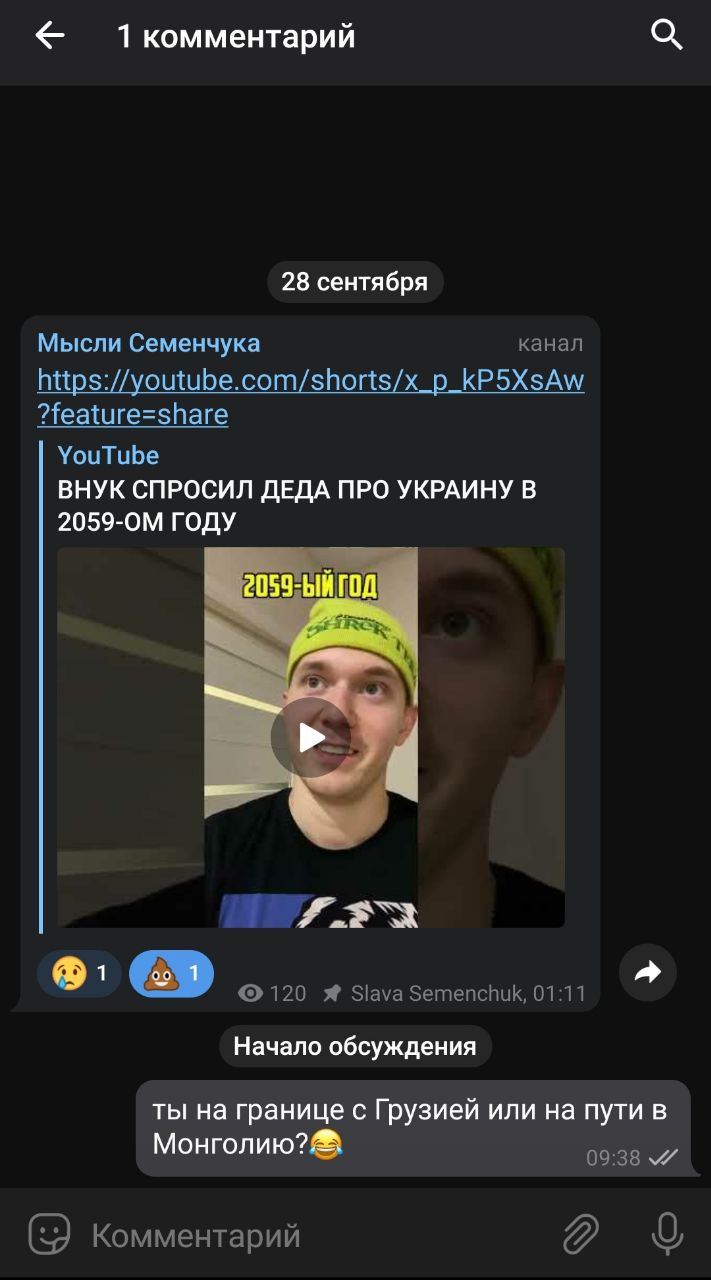 1 комментарий
28 сентября
Мысли Семенчука канал
https://youtube.com/shorts/x_p_kP5XsAw
?feature=share
YouTube
ВНУК СПРОСИЛ ДЕДА ПРО УКРАИНУ В
2059-ОМ ГОДУ
2059-ЫЙ ГОД
SHREK
1 1 120 Slava Semenchuk, 01:11
Начало обсуждения
ты на границе с Грузией или на пути в
Монголию?😂
09:38
Комментарий